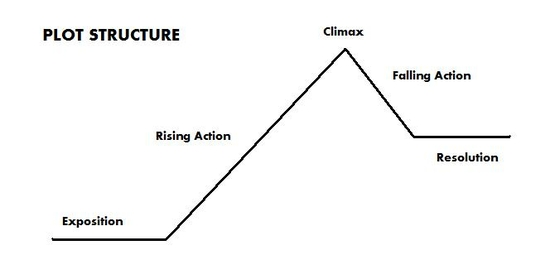 PLOT STRUCTURE
Climax
Falling Action
Rising Action
Resolution
Exposition